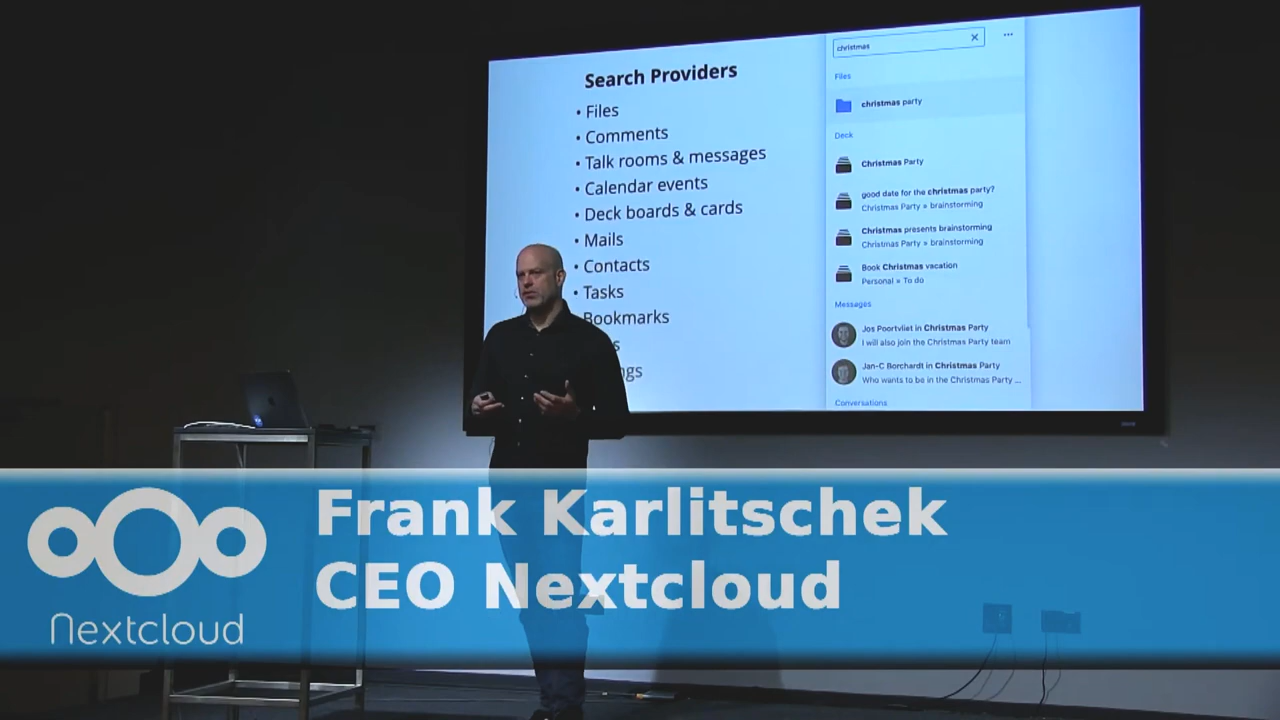 Search Providers
• Files
• Comments
• Talk rooms & messages
• Calendar events
• Deck boards & cards
• Mails
• Contacts
• Tasks
Bookmarks
christmas
Files
christmas party
Deck
Christmas Party
good date for the christmas party?
Christmas Party » brainstorming
Christmas presents brainstorming
Christmas Party » brainstorming
Book Christmas vacation
Personal » To do
Messages
Jos Poortvliet in Christmas Party
I will also join the Christmas Party team
Jan-C Borchardt in Christmas Party
Who wants to be in the Christmas Party ...
Conversations
Frank Karlitschek
CEO Nextcloud
Nextcloud